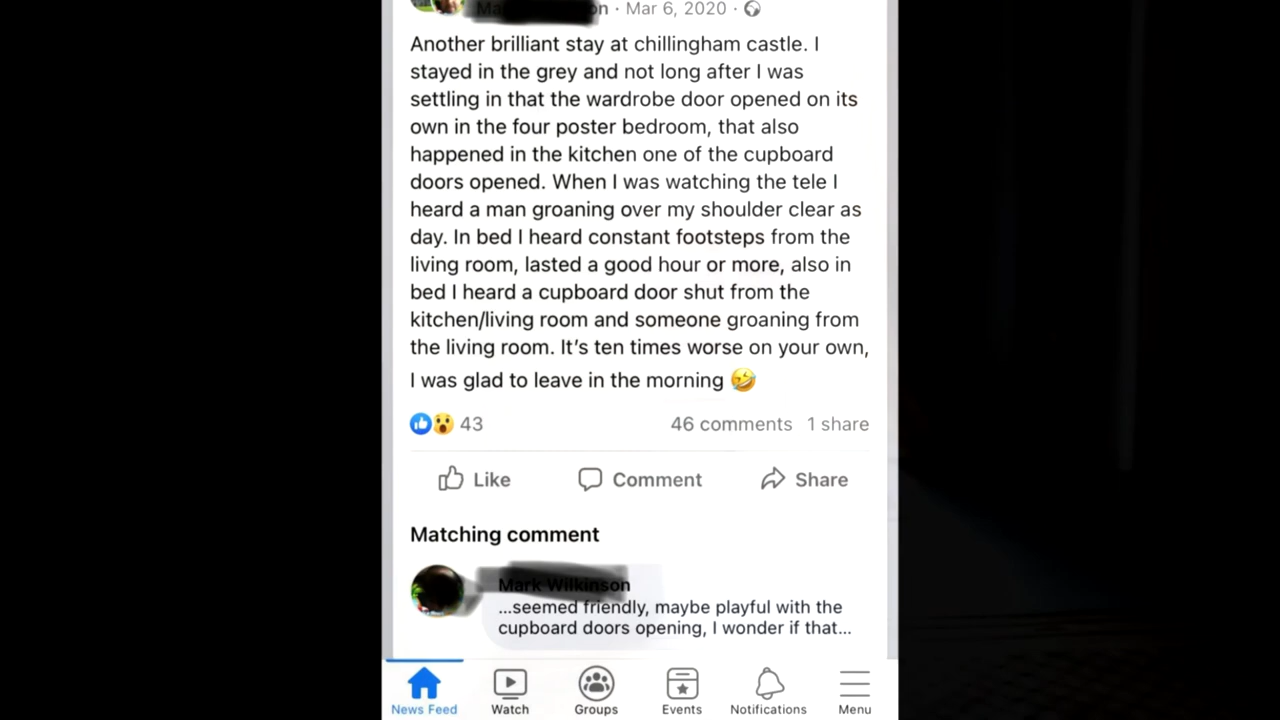 · Mar 6, 2020 ·
Another brilliant stay at chillingham castle. I
stayed in the grey and not long after I was
settling in that the wardrobe door opened on its
own in the four poster bedroom, that also
happened in the kitchen one of the cupboard
doors opened. When I was watching the tele I
heard a man groaning over my shoulder clear as
day. In bed I heard constant footsteps from the
living room, lasted a good hour or more, also in
bed I heard a cupboard door shut from the
kitchen/living room and someone groaning from
the living room. It’s ten times worse on your own,
I was glad to leave in the morning 🤣
43 46 comments 1 share
Like Comment Share
Matching comment
...seemed friendly, maybe playful with the
cupboard doors opening, I wonder if that...
News Feed Watch Groups Events Notifications Menu